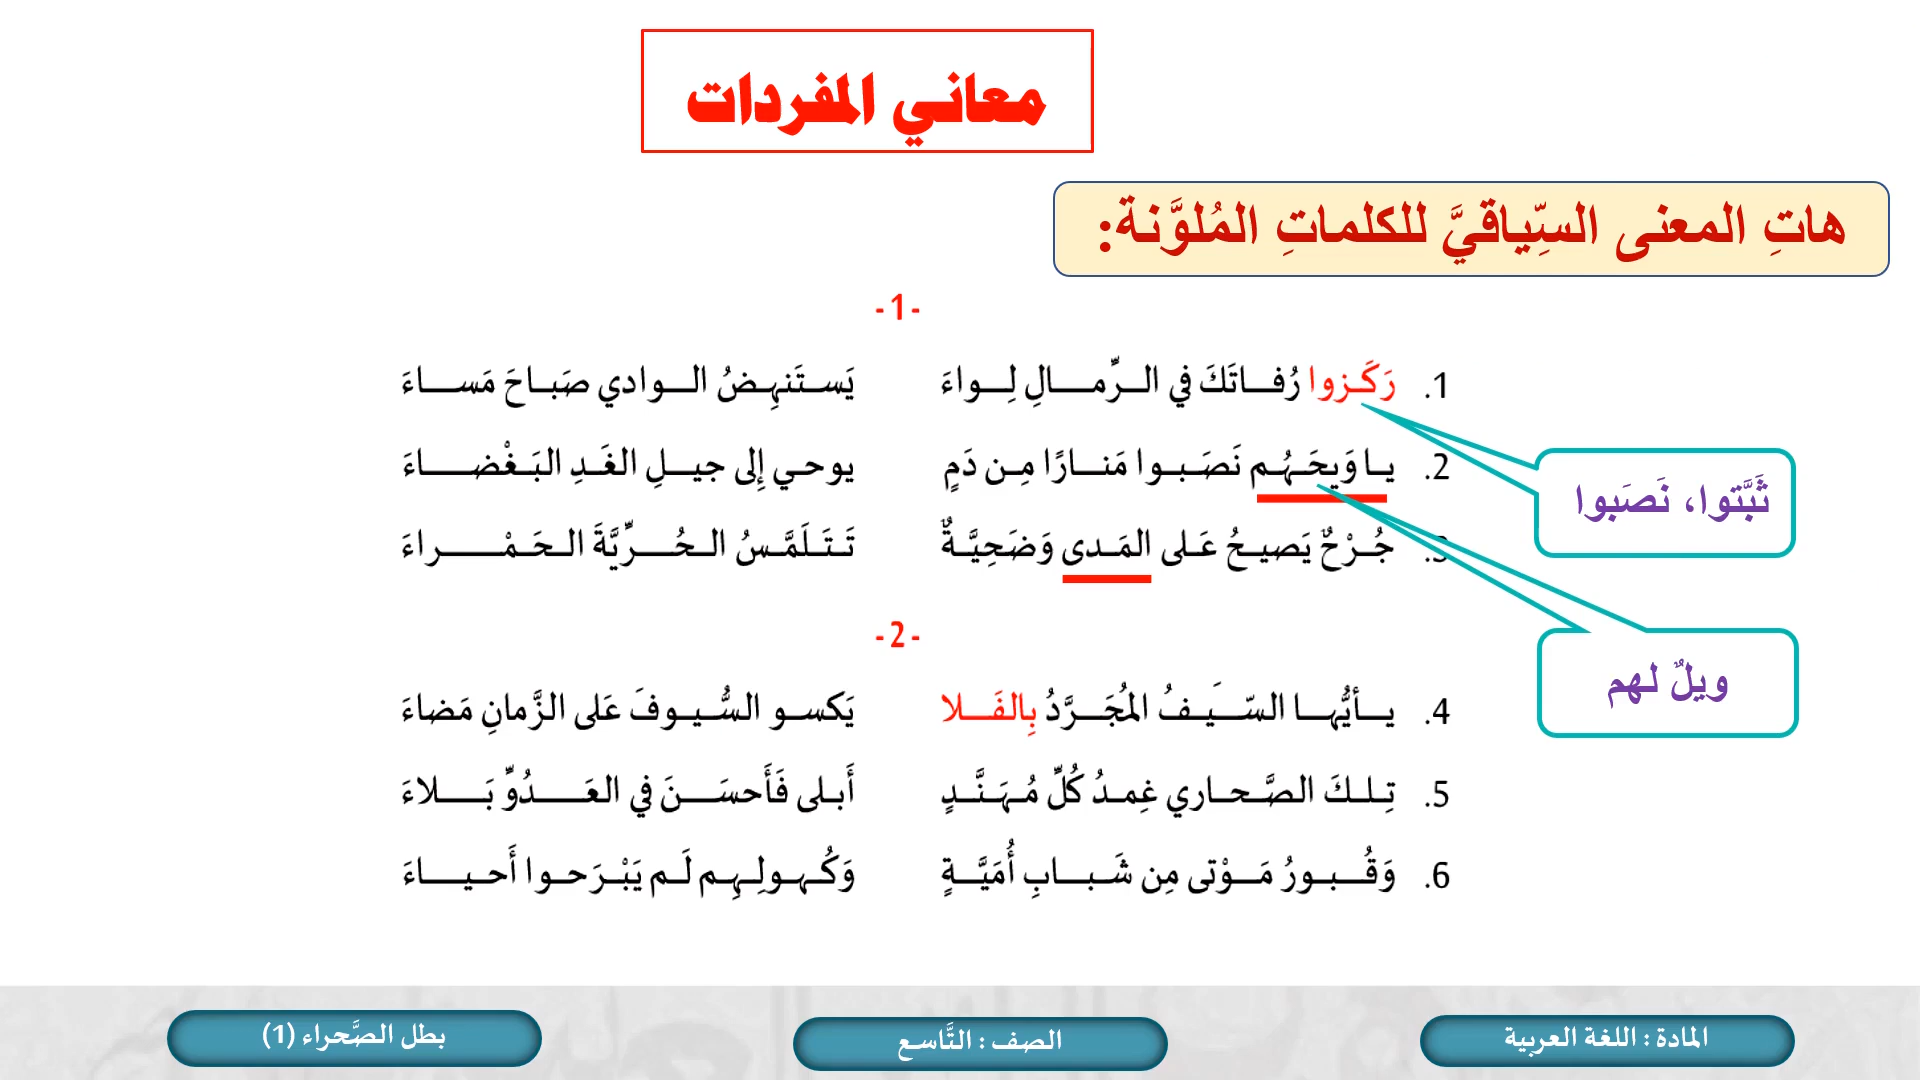 معاني المفردات
هاتِ المعنى السِّياقيَّ للكلماتِ المُلوَّنة:
-1-
1. رَكَزوا رُفاتَكَ في الرِّمالِ لِواءَ يَستَنهِضُ الوادي صَباحَ مَساءَ
2. يا وَيحَهُم نَصَبوا مَنارًا مِن دَمٍ يوحي إِلى جيلِ الغَدِ البَغْضاءَ
3. جُرْحٌ يَصيحُ عَلى المَدى وَضَحِيَّةٌ تَتَلَمَّسُ الحُرِّيَّةَ الحَمْراءَ
ثَبَّتوا، نَصَبوا
ويلٌ لهم
-2-
4. يأيُّها السَّيفُ المُجَرَّدُ بِالفَلا يَكسو السُّيوفَ عَلى الزَّمانِ مَضاءَ
5. تِلكَ الصَّحاري غِمدُ كُلِّ مُهَنَّدٍ أَبلى فَأَحسَنَ في العَدُوِّ بَلاءَ
6. وَقُبورُ مَوْتى مِن شَبابِ أُمَيَّةٍ وَكُهولِهِم لَم يَبْرَحوا أَحياءَ
المادة : اللغة العربية
الصف : التَّاسع
بطل الصَّحراء (1)